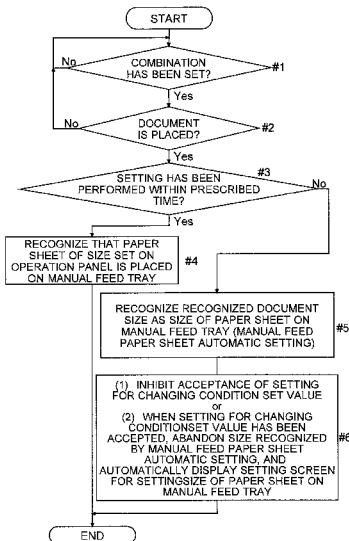 START
No
COMBINATION
HAS BEEN SET?
#1
Yes
No
DOCUMENT
IS PLACED?
#2
Yes
#3
SETTING HAS BEEN
PERFORMED WITHIN PRESCRIBED
TIME?
No
Yes
RECOGNIZE THAT PAPER
SHEET OF SIZE SET ON
OPERATION PANEL IS PLACED
ON MANUAL FEED TRAY
#4
RECOGNIZE RECOGNIZED DOCUMENT
SIZE AS SIZE OF PAPER SHEET ON
MANUAL FEED TRAY (MANUAL FEED
PAPER SHEET AUTOMATIC SETTING)
#5
(1) INHIBIT ACCEPTANCE OF SETTING
FOR CHANGING CONDITION SET VALUE
or
(2) WHEN SETTING FOR CHANGING
CONDITIONSET VALUE HAS BEEN
ACCEPTED, ABANDON SIZE RECOGNIZED
BY MANUAL FEED PAPER SHEET
AUTOMATIC SETTING, AND
AUTOMATICALLY DISPLAY SETTING SCREEN
FOR SETTINGSIZE OF PAPER SHEET ON
MANUAL FEED TRAY
#6
END